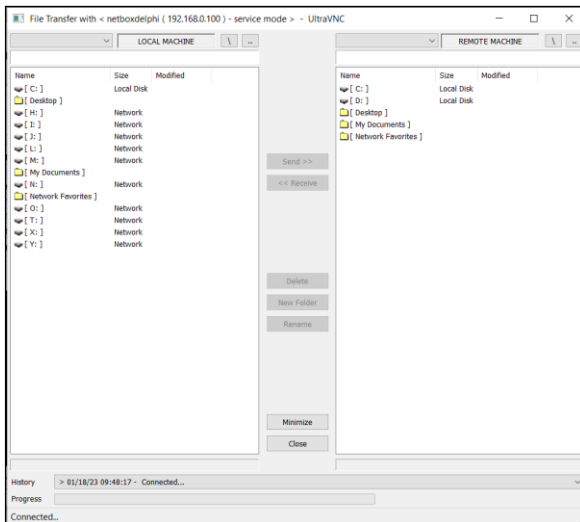 File Transfer with < netboxdelphi ( 192.168.0.100 ) - service mode > - UltraVNC
LOCAL MACHINE \ ..
REMOTE MACHINE \ ..
Name Size Modified
[ C: ] Local Disk
[ Desktop ]
[ H: ] Network
[ I: ] Network
[ J: ] Network
[ L: ] Network
[ M: ] Network
[ My Documents ]
[ N: ] Network
[ Network Favorites ]
[ O: ] Network
[ T: ] Network
[ X: ] Network
[ Y: ] Network
Send >>
<< Receive
Delete
New Folder
Rename
Minimize
Close
Name Size Modified
[ C: ] Local Disk
[ D: ] Local Disk
[ Desktop ]
[ My Documents ]
[ Network Favorites ]
History > 01/18/23 09:48:17 - Connected...
Progress
Connected...